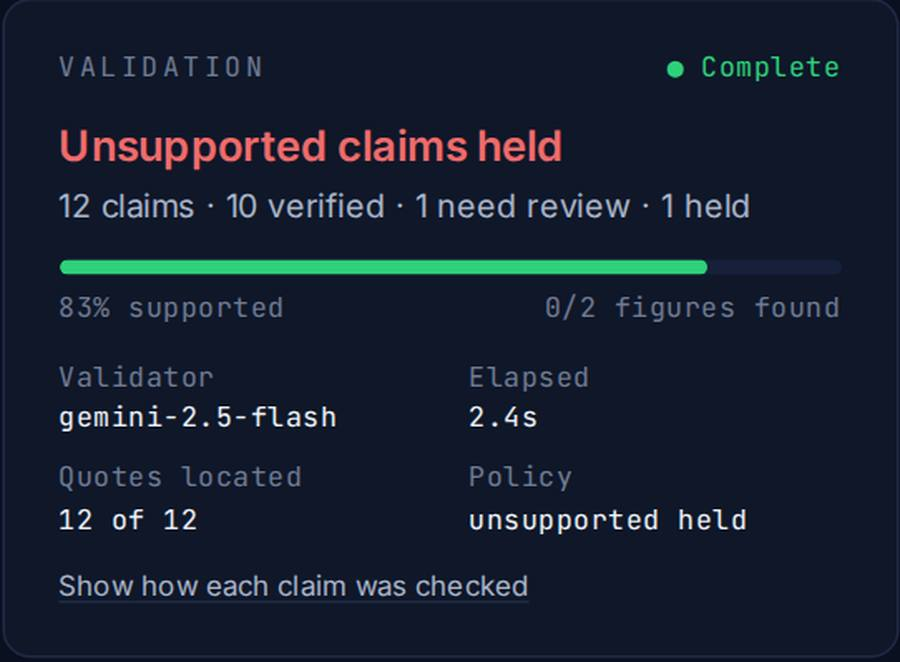 VALIDATION
● Complete
Unsupported claims held
12 claims · 10 verified · 1 need review · 1 held
83% supported
0/2 figures found
Validator
Elapsed
gemini-2.5-flash
2.4s
Quotes located
Policy
12 of 12
unsupported held
Show how each claim was checked